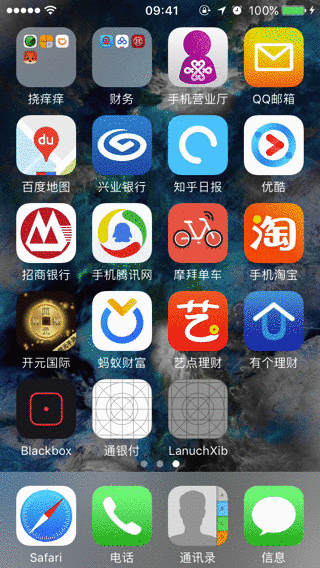 09:41
100%
挠痒痒
财务
手机营业厅
QQ邮箱
du
百度地图
兴业银行
知乎日报
优酷
淘
招商银行
手机腾讯网
摩拜单车
手机淘宝
艺
开元国际
蚂蚁财富
艺点理财
有个理财
Blackbox
通银付
LanuchXib
Safari
电话
通讯录
信息